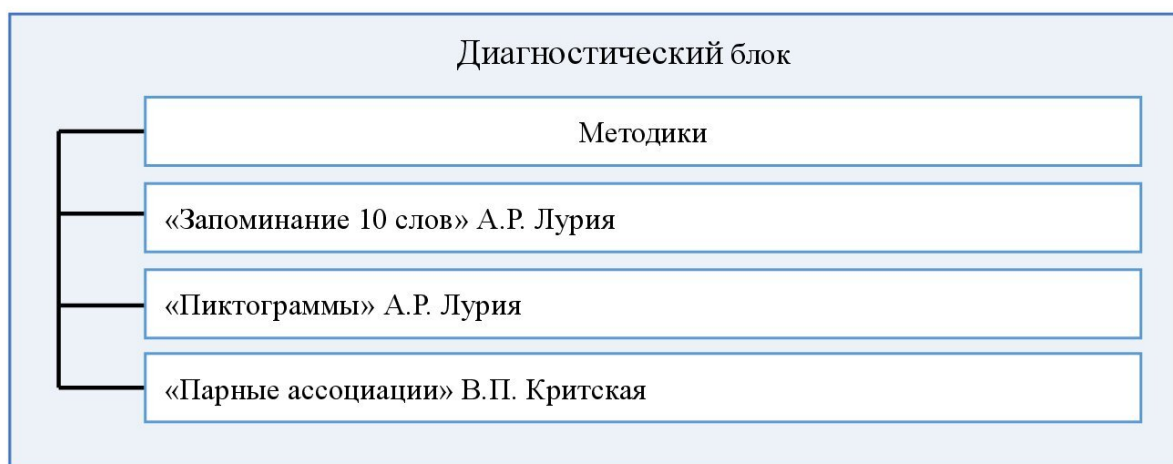 Диагностический блок
Методики
«Запоминание 10 слов» А.Р. Лурия
«Пиктограммы» А.Р. Лурия
«Парные ассоциации» В.П. Критская